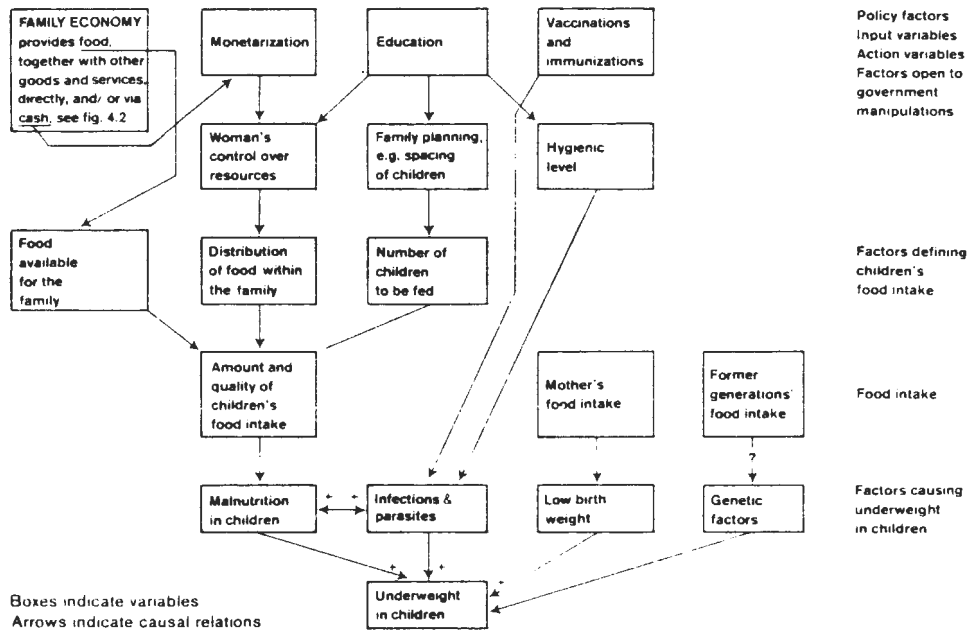 FAMILY ECONOMY
provides food,
together with other
goods and services,
directly, and/ or via
cash, see fig. 4.2
Monetarization
Education
Vaccinations
and
immunizations
Policy factors
Input variables
Action variables
Factors open to
government
manipulations
Woman's
control over
resources
Family planning,
e.g. spacing
of children
Hygienic
level
Food
available
for the
family
Distribution
of food within
the family
Number of
children
to be fed
Factors defining
children's
food intake
Amount and
quality of
children's
food intake
Mother's
food intake
Former
generations'
food intake
Food intake
?
Malnutrition
in children
+ +
Infections &
parasites
Low birth
weight
Genetic
factors
Factors causing
underweight
in children
+ + +
Underweight
in children
Boxes indicate variables
Arrows indicate causal relations